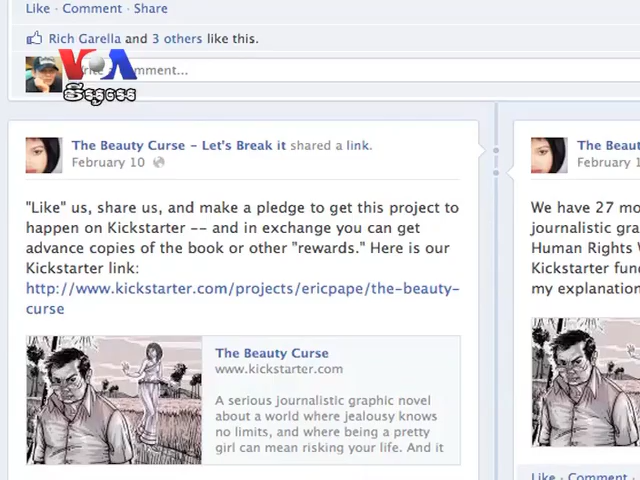 Like · Comment · Share
Rich Garella and 3 others like this.
VOA
Write a comment...
The Beauty Curse – Let's Break it shared a link.
February 10
"Like" us, share us, and make a pledge to get this project to
happen on Kickstarter -- and in exchange you can get
advance copies of the book or other "rewards." Here is our
Kickstarter link:
http://www.kickstarter.com/projects/ericpape/the-beauty-
curse
The Beauty Curse
www.kickstarter.com
A serious journalistic graphic novel
about a world where jealousy knows
no limits, and where being a pretty
girl can mean risking your life. And it
The Beaut
February 1
We have 27 mo
journalistic gra
Human Rights W
Kickstarter fun
my explanation
Like · Comment ·